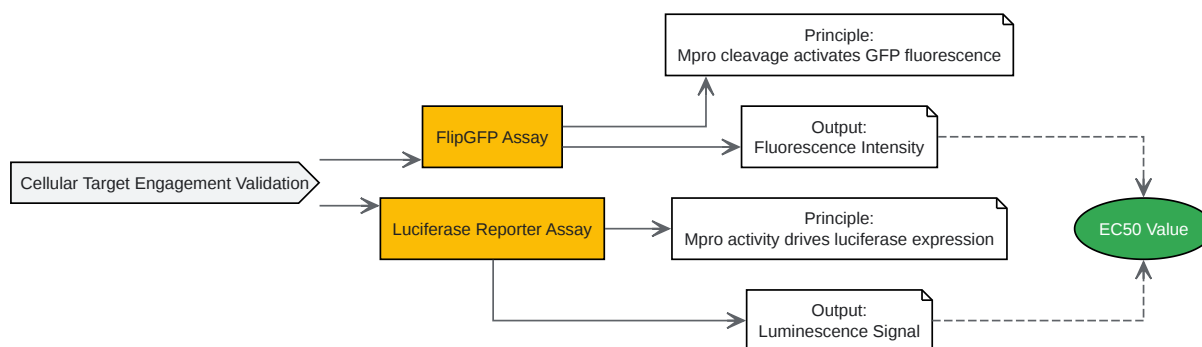 Principle:
Mpro cleavage activates GFP fluorescence
FlipGFP Assay
Output:
Fluorescence Intensity
Cellular Target Engagement Validation
Luciferase Reporter Assay
Principle:
Mpro activity drives luciferase expression
EC50 Value
Output:
Luminescence Signal